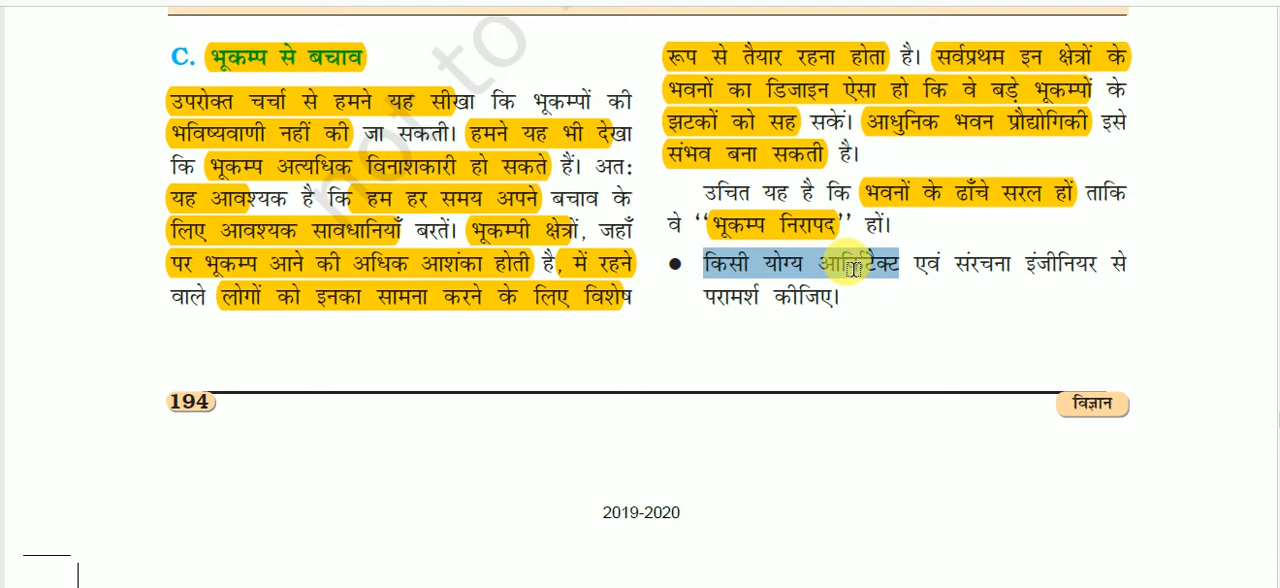 C. भूकम्प से बचाव
उपरोक्त चर्चा से हमने यह सीखा कि भूकम्पों की
भविष्यवाणी नहीं की जा सकती। हमने यह भी देखा
कि भूकम्प अत्यधिक विनाशकारी हो सकते हैं। अत:
यह आवश्यक है कि हम हर समय अपने बचाव के
लिए आवश्यक सावधानियाँ बरतें। भूकम्पी क्षेत्रों, जहाँ
पर भूकम्प आने की अधिक आशंका होती है, में रहने
वाले लोगों को इनका सामना करने के लिए विशेष
रूप से तैयार रहना होता है। सर्वप्रथम इन क्षेत्रों के
भवनों का डिजाइन ऐसा हो कि वे बड़े भूकम्पों के
झटकों को सह सकें। आधुनिक भवन प्रौद्योगिकी इसे
संभव बना सकती है।
उचित यह है कि भवनों के ढाँचे सरल हों ताकि
वे ‘‘भूकम्प निरापद’’ हों।
● किसी योग्य आर्किटैक्ट एवं संरचना इंजीनियर से
परामर्श कीजिए।
194
विज्ञान
2019-2020
not to